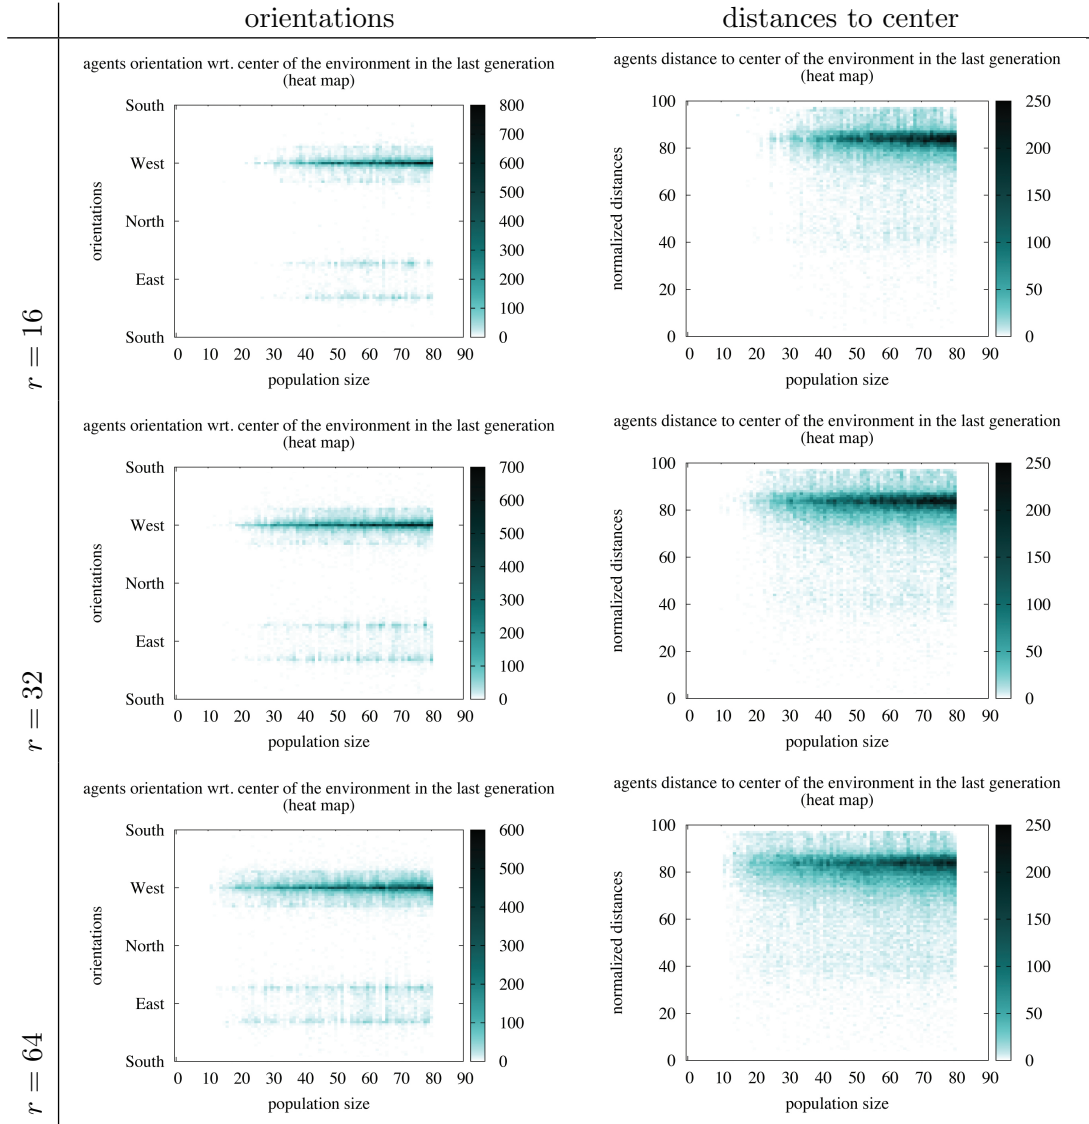 orientations
distances to center
r = 16
agents orientation wrt. center of the environment in the last generation
(heat map)
South
West
North
East
South
orientations
0 10 20 30 40 50 60 70 80 90
population size
800
700
600
500
400
300
200
100
0
agents distance to center of the environment in the last generation
(heat map)
100
80
60
40
20
0
normalized distances
0 10 20 30 40 50 60 70 80 90
population size
250
200
150
100
50
0
r = 32
agents orientation wrt. center of the environment in the last generation
(heat map)
South
West
North
East
South
orientations
0 10 20 30 40 50 60 70 80 90
population size
700
600
500
400
300
200
100
0
agents distance to center of the environment in the last generation
(heat map)
100
80
60
40
20
0
normalized distances
0 10 20 30 40 50 60 70 80 90
population size
250
200
150
100
50
0
r = 64
agents orientation wrt. center of the environment in the last generation
(heat map)
South
West
North
East
South
orientations
0 10 20 30 40 50 60 70 80 90
population size
600
500
400
300
200
100
0
agents distance to center of the environment in the last generation
(heat map)
100
80
60
40
20
0
normalized distances
0 10 20 30 40 50 60 70 80 90
population size
250
200
150
100
50
0